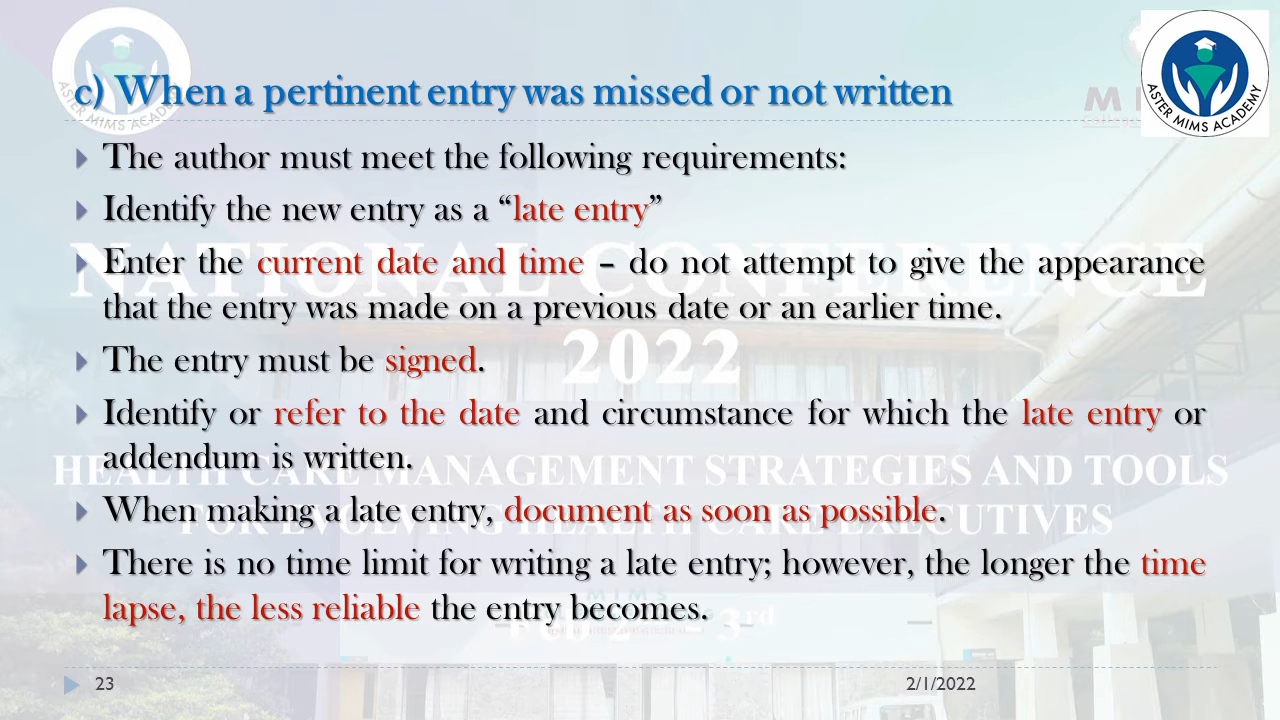 ASTER MIMS ACADEMY
ASTER MIMS ACADEMY
c) When a pertinent entry was missed or not written
The author must meet the following requirements:
Identify the new entry as a “late entry”
Enter the current date and time – do not attempt to give the appearance
that the entry was made on a previous date or an earlier time.
The entry must be signed.
Identify or refer to the date and circumstance for which the late entry or
addendum is written.
When making a late entry, document as soon as possible.
There is no time limit for writing a late entry; however, the longer the time
lapse, the less reliable the entry becomes.
NATIONAL CONFERENCE
2022
HEALTH CARE MANAGEMENT STRATEGIES AND TOOLS
FOR EVOLVING HEALTH CARE EXECUTIVES
MIMS
3rd
23
2/1/2022